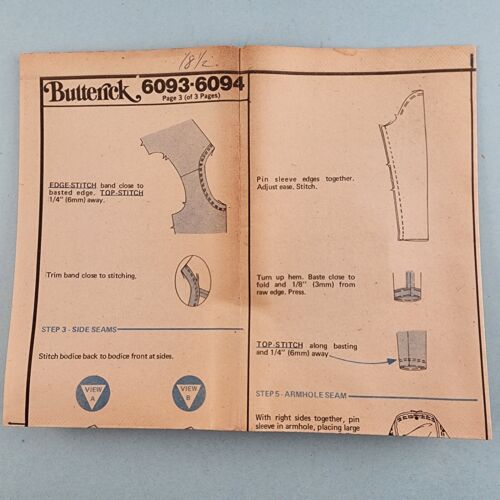 18½
Butterick 6093·6094
Page 3 (of 3 Pages)
EDGE-STITCH band close to
basted edge. TOP-STITCH
1/4" (6mm) away.
Trim band close to stitching.
STEP 3 - SIDE SEAMS
Stitch bodice back to bodice front at sides.
VIEW
A
VIEW
B
Pin sleeve edges together.
Adjust ease. Stitch.
Turn up hem. Baste close to
fold and 1/8" (3mm) from
raw edge. Press.
TOP-STITCH along basting
and 1/4" (6mm) away
STEP 5 - ARMHOLE SEAM
With right sides together, pin
sleeve in armhole, placing large